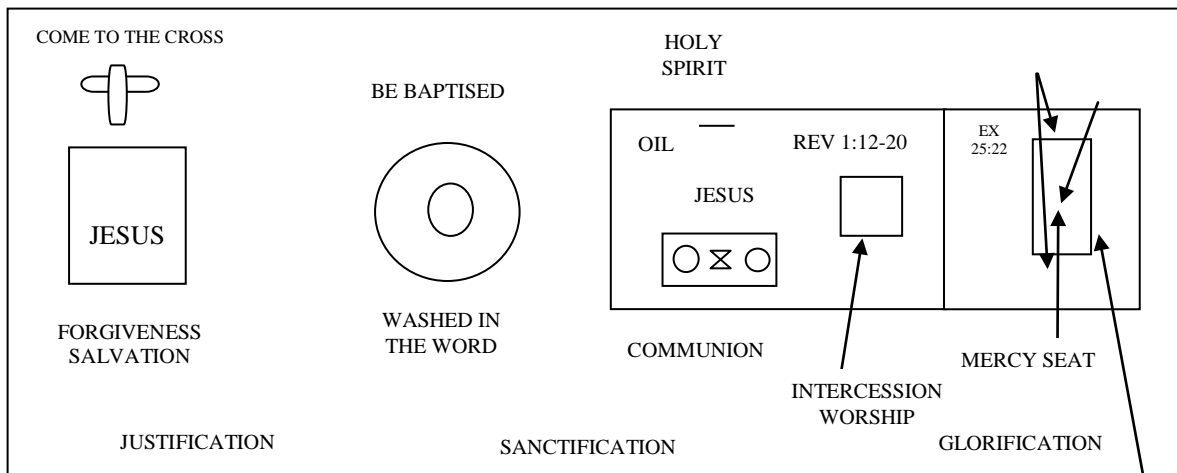 COME TO THE CROSS
JESUS
FORGIVENESS
SALVATION
BE BAPTISED
WASHED IN
THE WORD
HOLY
SPIRIT
OIL
REV 1:12-20
JESUS
COMMUNION
INTERCESSION
WORSHIP
EX
25:22
MERCY SEAT
JUSTIFICATION
SANCTIFICATION
GLORIFICATION